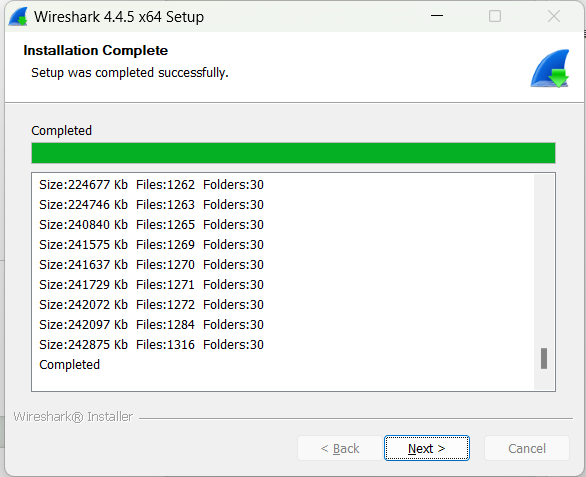 Wireshark 4.4.5 x64 Setup
Installation Complete
Setup was completed successfully.
Completed
Size:224677 Kb  Files:1262  Folders:30
Size:224746 Kb  Files:1263  Folders:30
Size:240840 Kb  Files:1265  Folders:30
Size:241575 Kb  Files:1269  Folders:30
Size:241637 Kb  Files:1270  Folders:30
Size:241729 Kb  Files:1271  Folders:30
Size:242072 Kb  Files:1272  Folders:30
Size:242097 Kb  Files:1284  Folders:30
Size:242875 Kb  Files:1316  Folders:30
Completed
Wireshark® Installer
< Back  Next >  Cancel